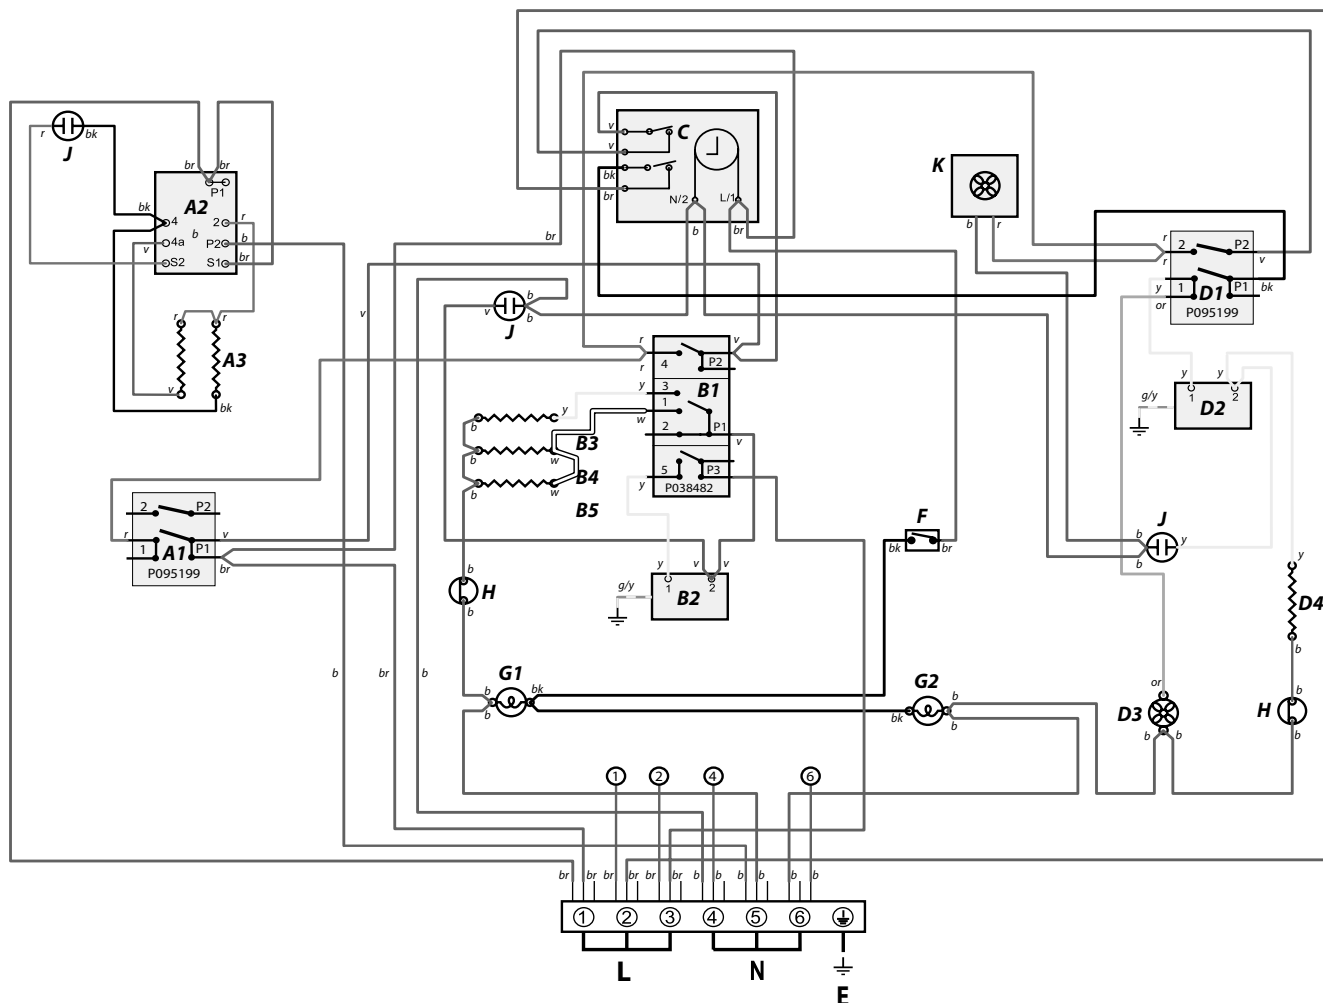 v
C
v
K
r
bk
J
br
br
P1
bk
br
N/2
L/1
b
br
b
r
bk
A2
4
2
r
b
b
v
4a
P2
br
S2
S1
br
r
2
P2
r
v
y
1
D1
P1
bk
or
P095199
b
v
J
b
v
r
r
A3
v
bk
r
r
4
P2
v
y
3
B1
1
w
2
P1
v
5
P3
y
P038482
b
y
B3
b
w
B4
b
w
B5
y
y
1
2
D2
g/y
2
P2
r
v
1
A1
P1
br
P095199
F
bk
br
b
J
y
b
y
v
v
1
2
B2
g/y
b
H
b
y
D4
b
b
br
b
G1
b
b
bk
G2
b
bk
b
or
D3
b
b
b
H
b
1
2
4
6
br
br
br
br
br
br
b
b
b
b
b
b
1
2
3
4
5
6
L
N
E